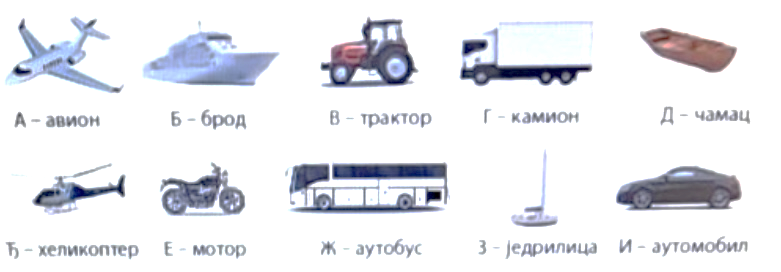 А – авион Б – брод В – трактор Г – камион Д – чамац
Ђ – хеликоптер Е – мотор Ж – аутобус З – једрилица И – аутомобил